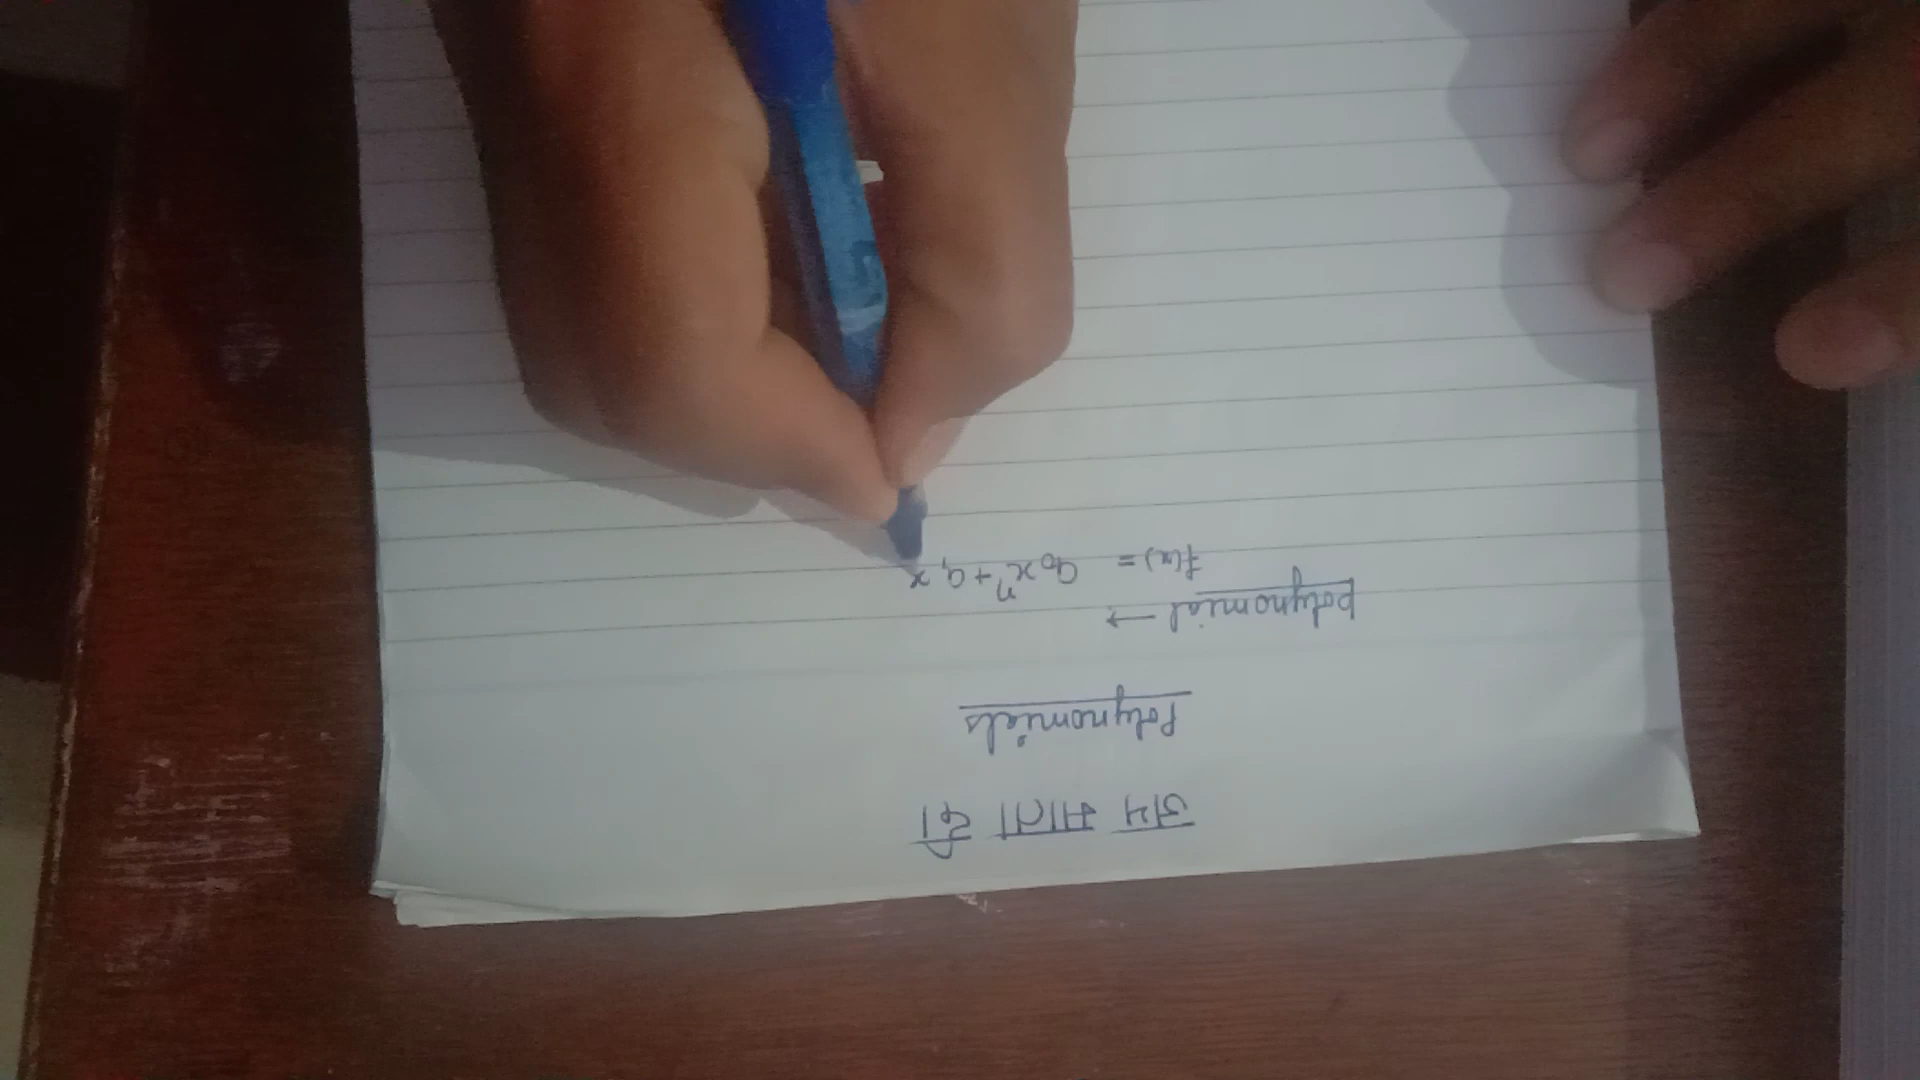 जय माता दी
Polynomials
polynomial →
f(x) = a₀xⁿ + a₁x